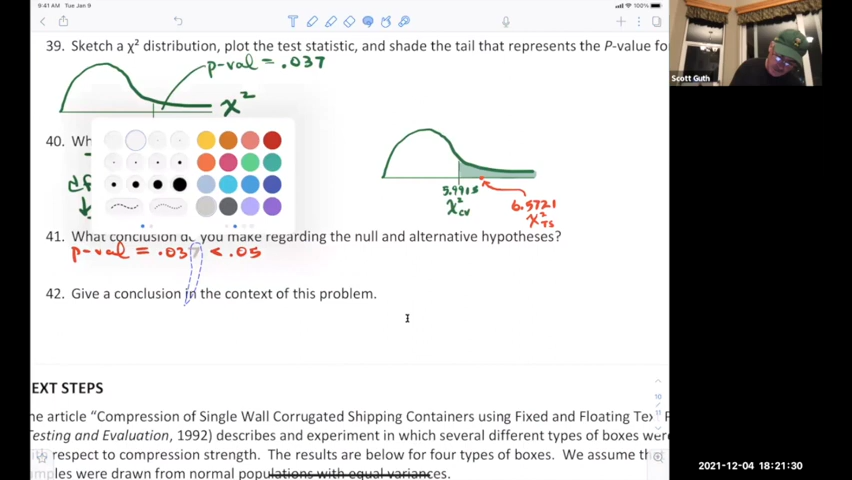 9:41 AM Tue Jan 9
100%
39. Sketch a χ² distribution, plot the test statistic, and shade the tail that represents the P-value fo
p-val = .037
χ²
40. Wh
df
5.9915
χ²cv
6.5721
χ²TS
41. What conclusion do you make regarding the null and alternative hypotheses?
p-val = .037 < .05
42. Give a conclusion in the context of this problem.
EXT STEPS
he article “Compression of Single Wall Corrugated Shipping Containers using Fixed and Floating Tex
Testing and Evaluation, 1992) describes and experiment in which several different types of boxes were
respect to compression strength. The results are below for four types of boxes. We assume
mples were drawn from normal populations with equal variances.
Scott Guth
2021-12-04 18:21:30